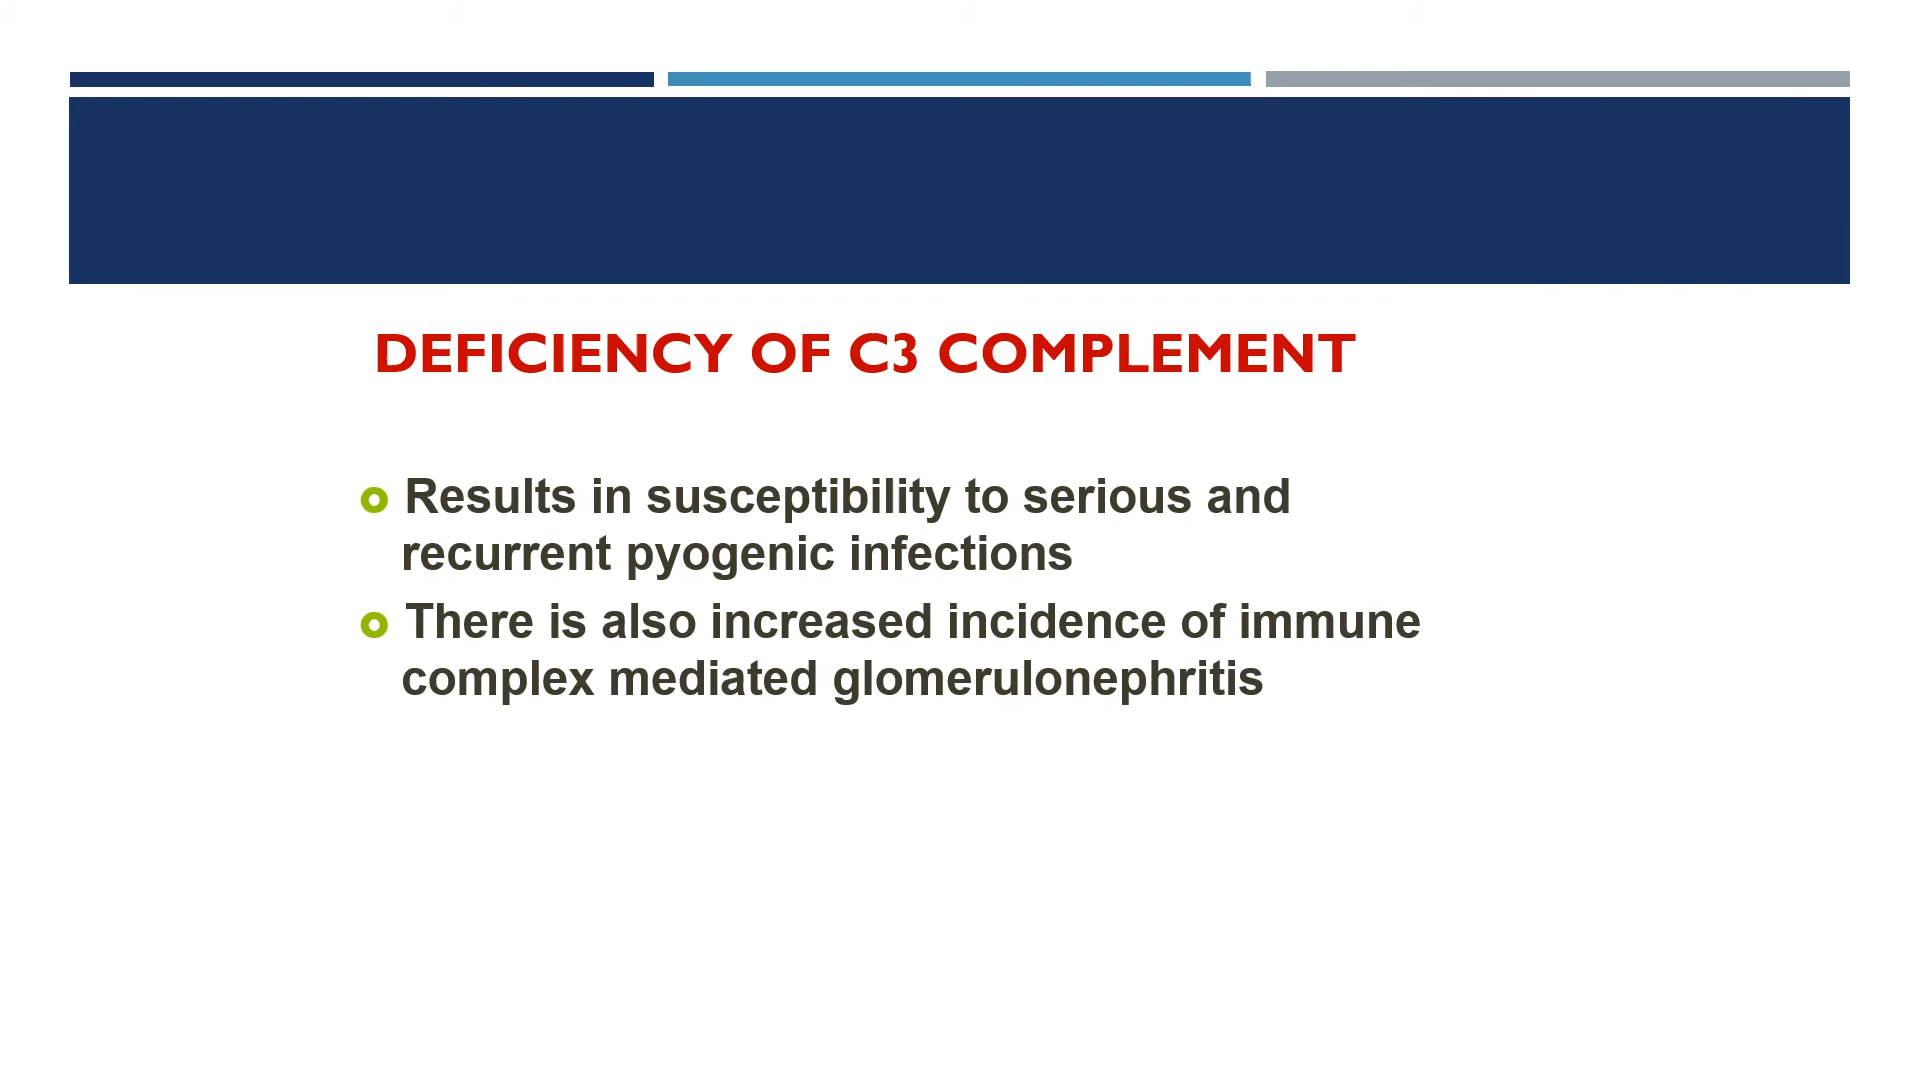 DEFICIENCY OF C3 COMPLEMENT
Results in susceptibility to serious and
recurrent pyogenic infections
There is also increased incidence of immune
complex mediated glomerulonephritis